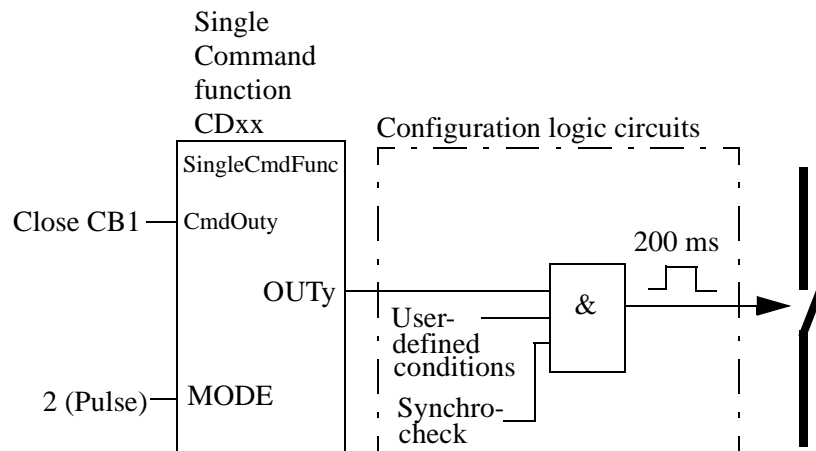 Single
Command
function
CDxx
Configuration logic circuits
SingleCmdFunc
Close CB1
CmdOuty
200 ms
OUTy
&
User-
defined
conditions
2 (Pulse)
MODE
Synchro-
check